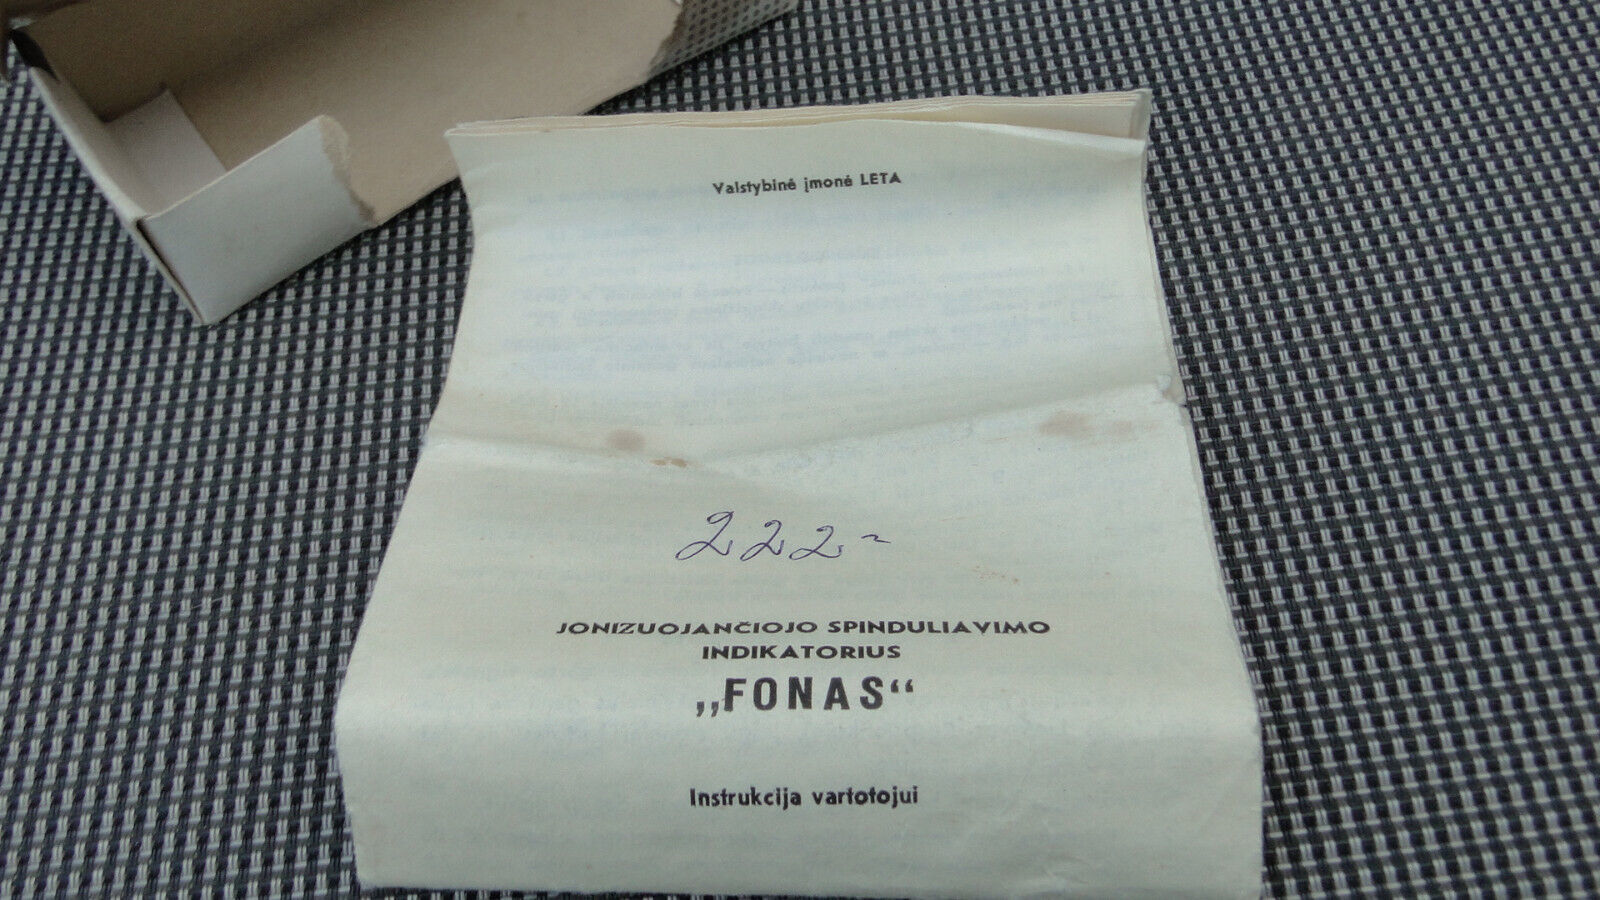 Valstybinė įmonė LETA
222-
JONIZUOJANČIOJO SPINDULIAVIMO
INDIKATORIUS
„FONAS“
Instrukcija vartotojui